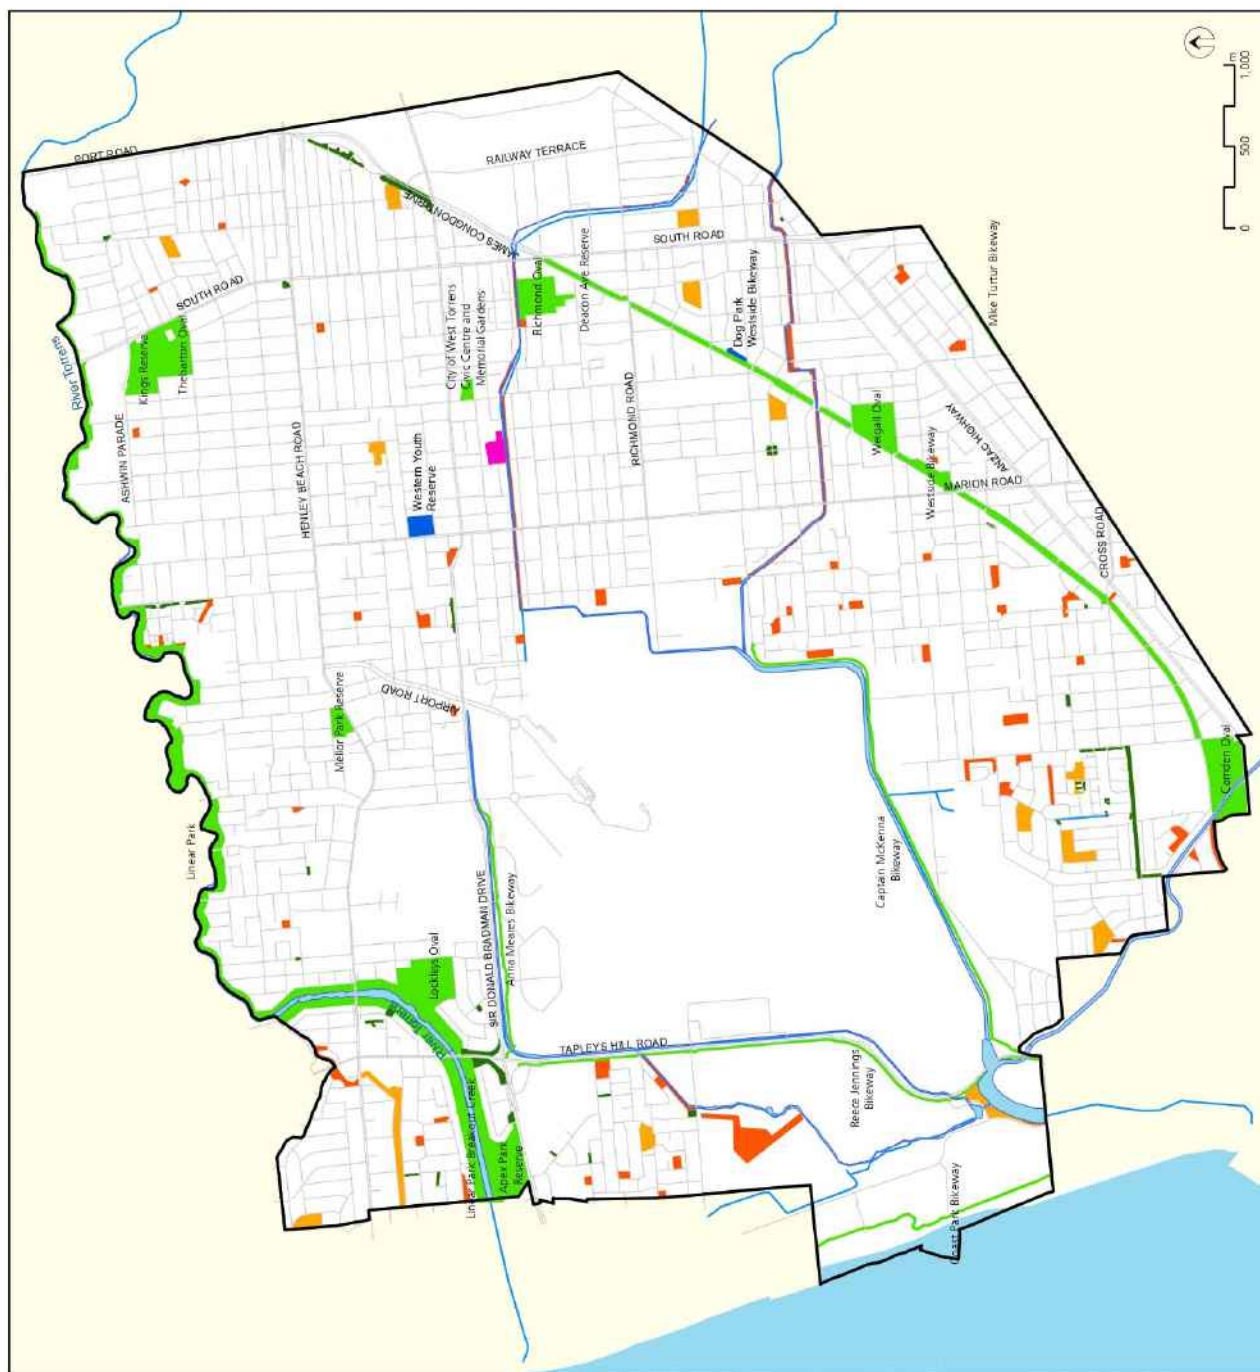 PORT ROAD
RAILWAY TERRACE
JAMES CONGDON DRIVE
SOUTH ROAD
SOUTH ROAD
River Torrens
Kings Reserve
Thebarton Oval
ASHWIN PARADE
HENLEY BEACH ROAD
City of West Torrens
Civic Centre and
Memorial Gardens
Richmond Oval
Deacon Ave Reserve
RICHMOND ROAD
Dog Park
Westside Bikeway
Mike Turtur Bikeway
Western Youth
Reserve
Weigall Oval
Westside Bikeway
MARION ROAD
ANZAC HIGHWAY
CROSS ROAD
Mellor Park Reserve
AIRPORT ROAD
Linear Park
Camden Oval
Captain McKenna
Bikeway
Lockleys Oval
SIR DONALD BRADMAN DRIVE
Anna Meares Bikeway
River Torrens
TAPLEYS HILL ROAD
Linear Park Breakout Creek
Apex Park
Reserve
Reece Jennings
Bikeway
Coast Park Bikeway
0
500
1,000
m